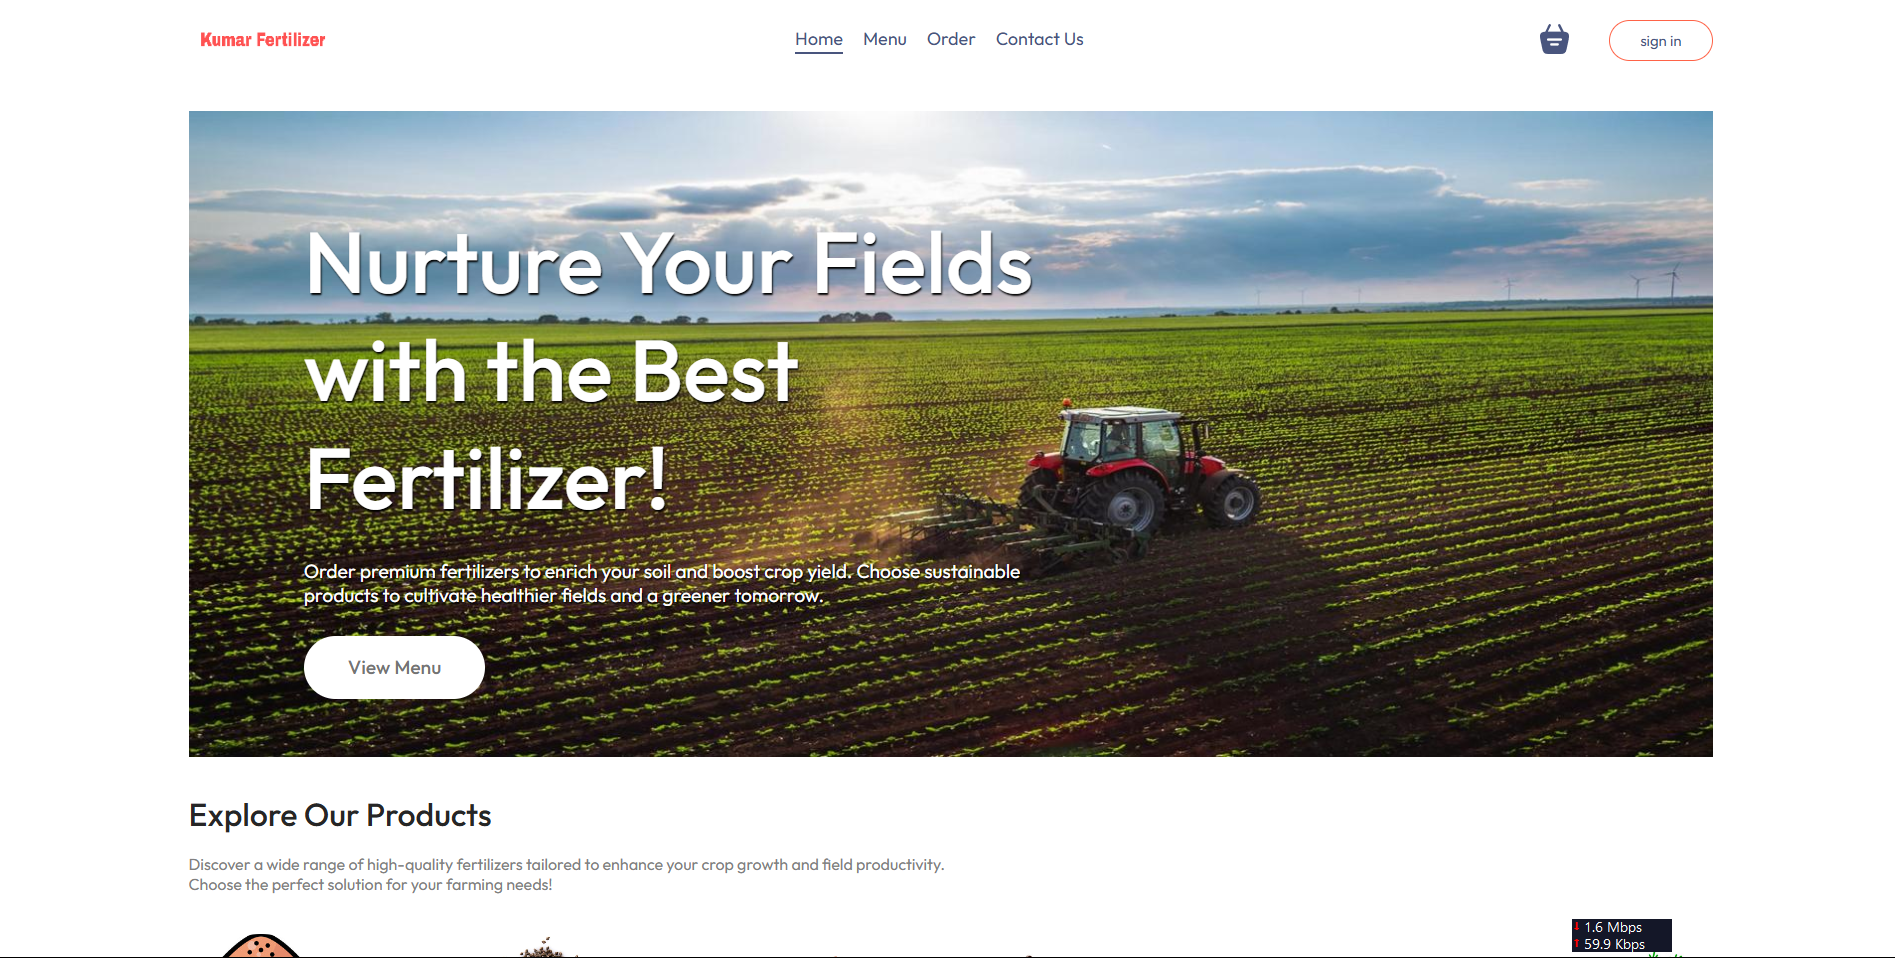 Kumar Fertilizer
Home Menu Order Contact Us
sign in
Nurture Your Fields
with the Best
Fertilizer!
Order premium fertilizers to enrich your soil and boost crop yield. Choose sustainable
products to cultivate healthier fields and a greener tomorrow.
View Menu
Explore Our Products
Discover a wide range of high-quality fertilizers tailored to enhance your crop growth and field productivity.
Choose the perfect solution for your farming needs!
1.6 Mbps
59.9 Kbps